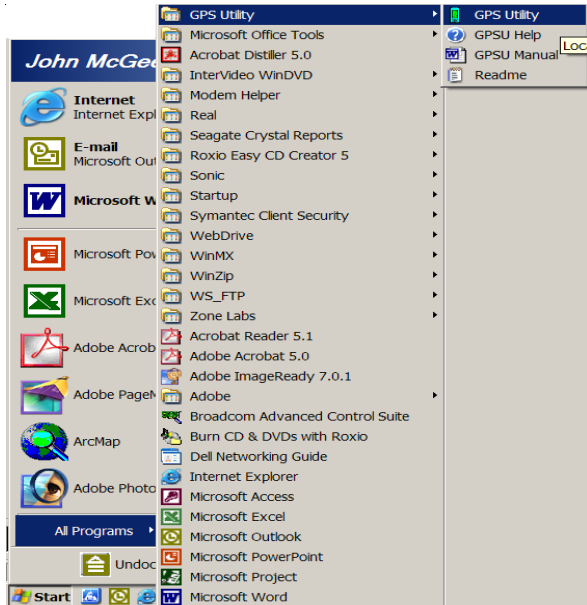 John McGee
Internet
Internet Expl
E-mail
Microsoft Out
Microsoft W
Microsoft Pow
Microsoft Exc
Adobe Acrob
Adobe PageM
ArcMap
Adobe Photo
All Programs
Undoc
Start
GPS Utility
Microsoft Office Tools
Acrobat Distiller 5.0
InterVideo WinDVD
Modem Helper
Real
Seagate Crystal Reports
Roxio Easy CD Creator 5
Sonic
Startup
Symantec Client Security
WebDrive
WinMX
WinZip
WS_FTP
Zone Labs
Acrobat Reader 5.1
Adobe Acrobat 5.0
Adobe ImageReady 7.0.1
Adobe
Broadcom Advanced Control Suite
Burn CD & DVDs with Roxio
Dell Networking Guide
Internet Explorer
Microsoft Access
Microsoft Excel
Microsoft Outlook
Microsoft PowerPoint
Microsoft Project
Microsoft Word
GPS Utility
GPSU Help
GPSU Manual
Readme
Loca